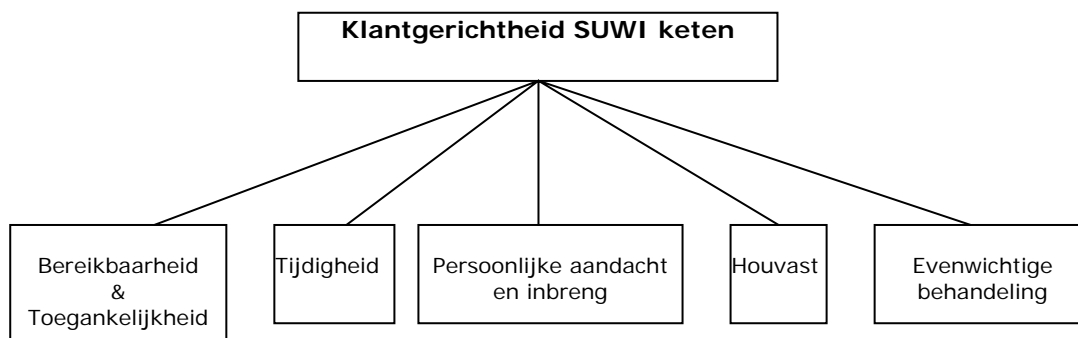 Klantgerichtheid SUWI keten
Bereikbaarheid
&
Toegankelijkheid
Tijdigheid
Persoonlijke aandacht
en inbreng
Houvast
Evenwichtige
behandeling